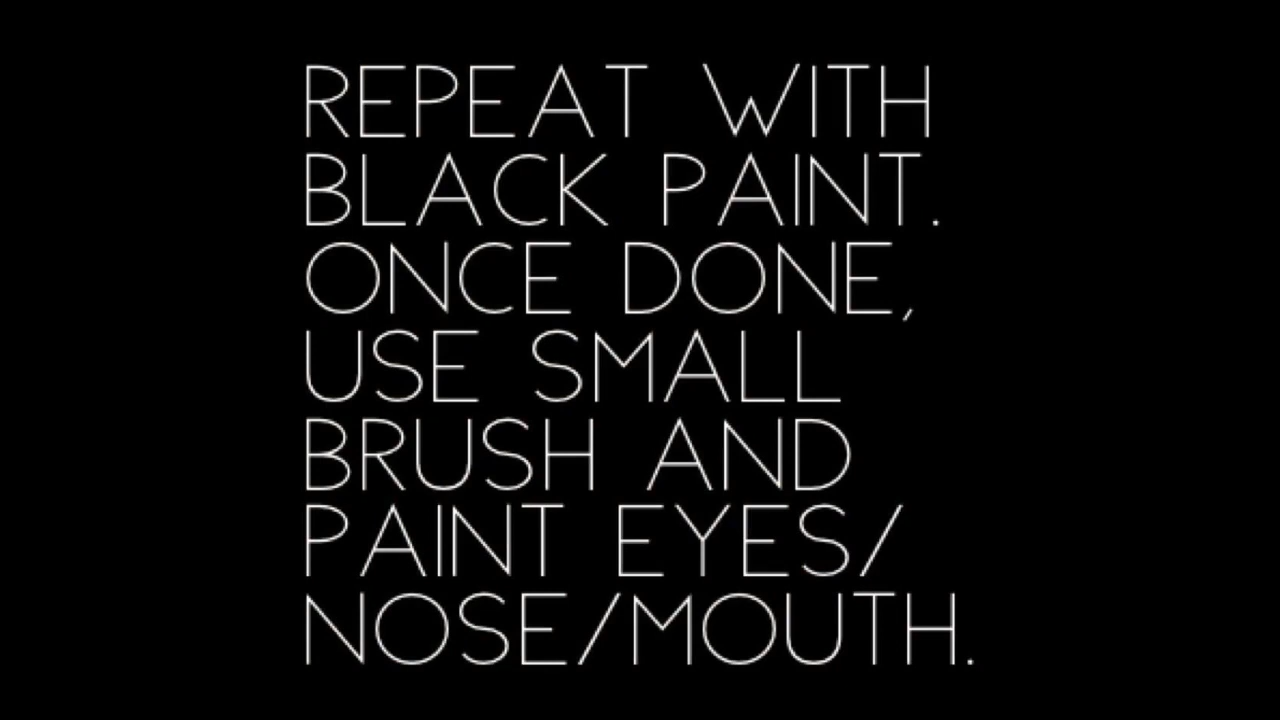 REPEAT WITH
BLACK PAINT.
ONCE DONE,
USE SMALL
BRUSH AND
PAINT EYES/
NOSE/MOUTH.